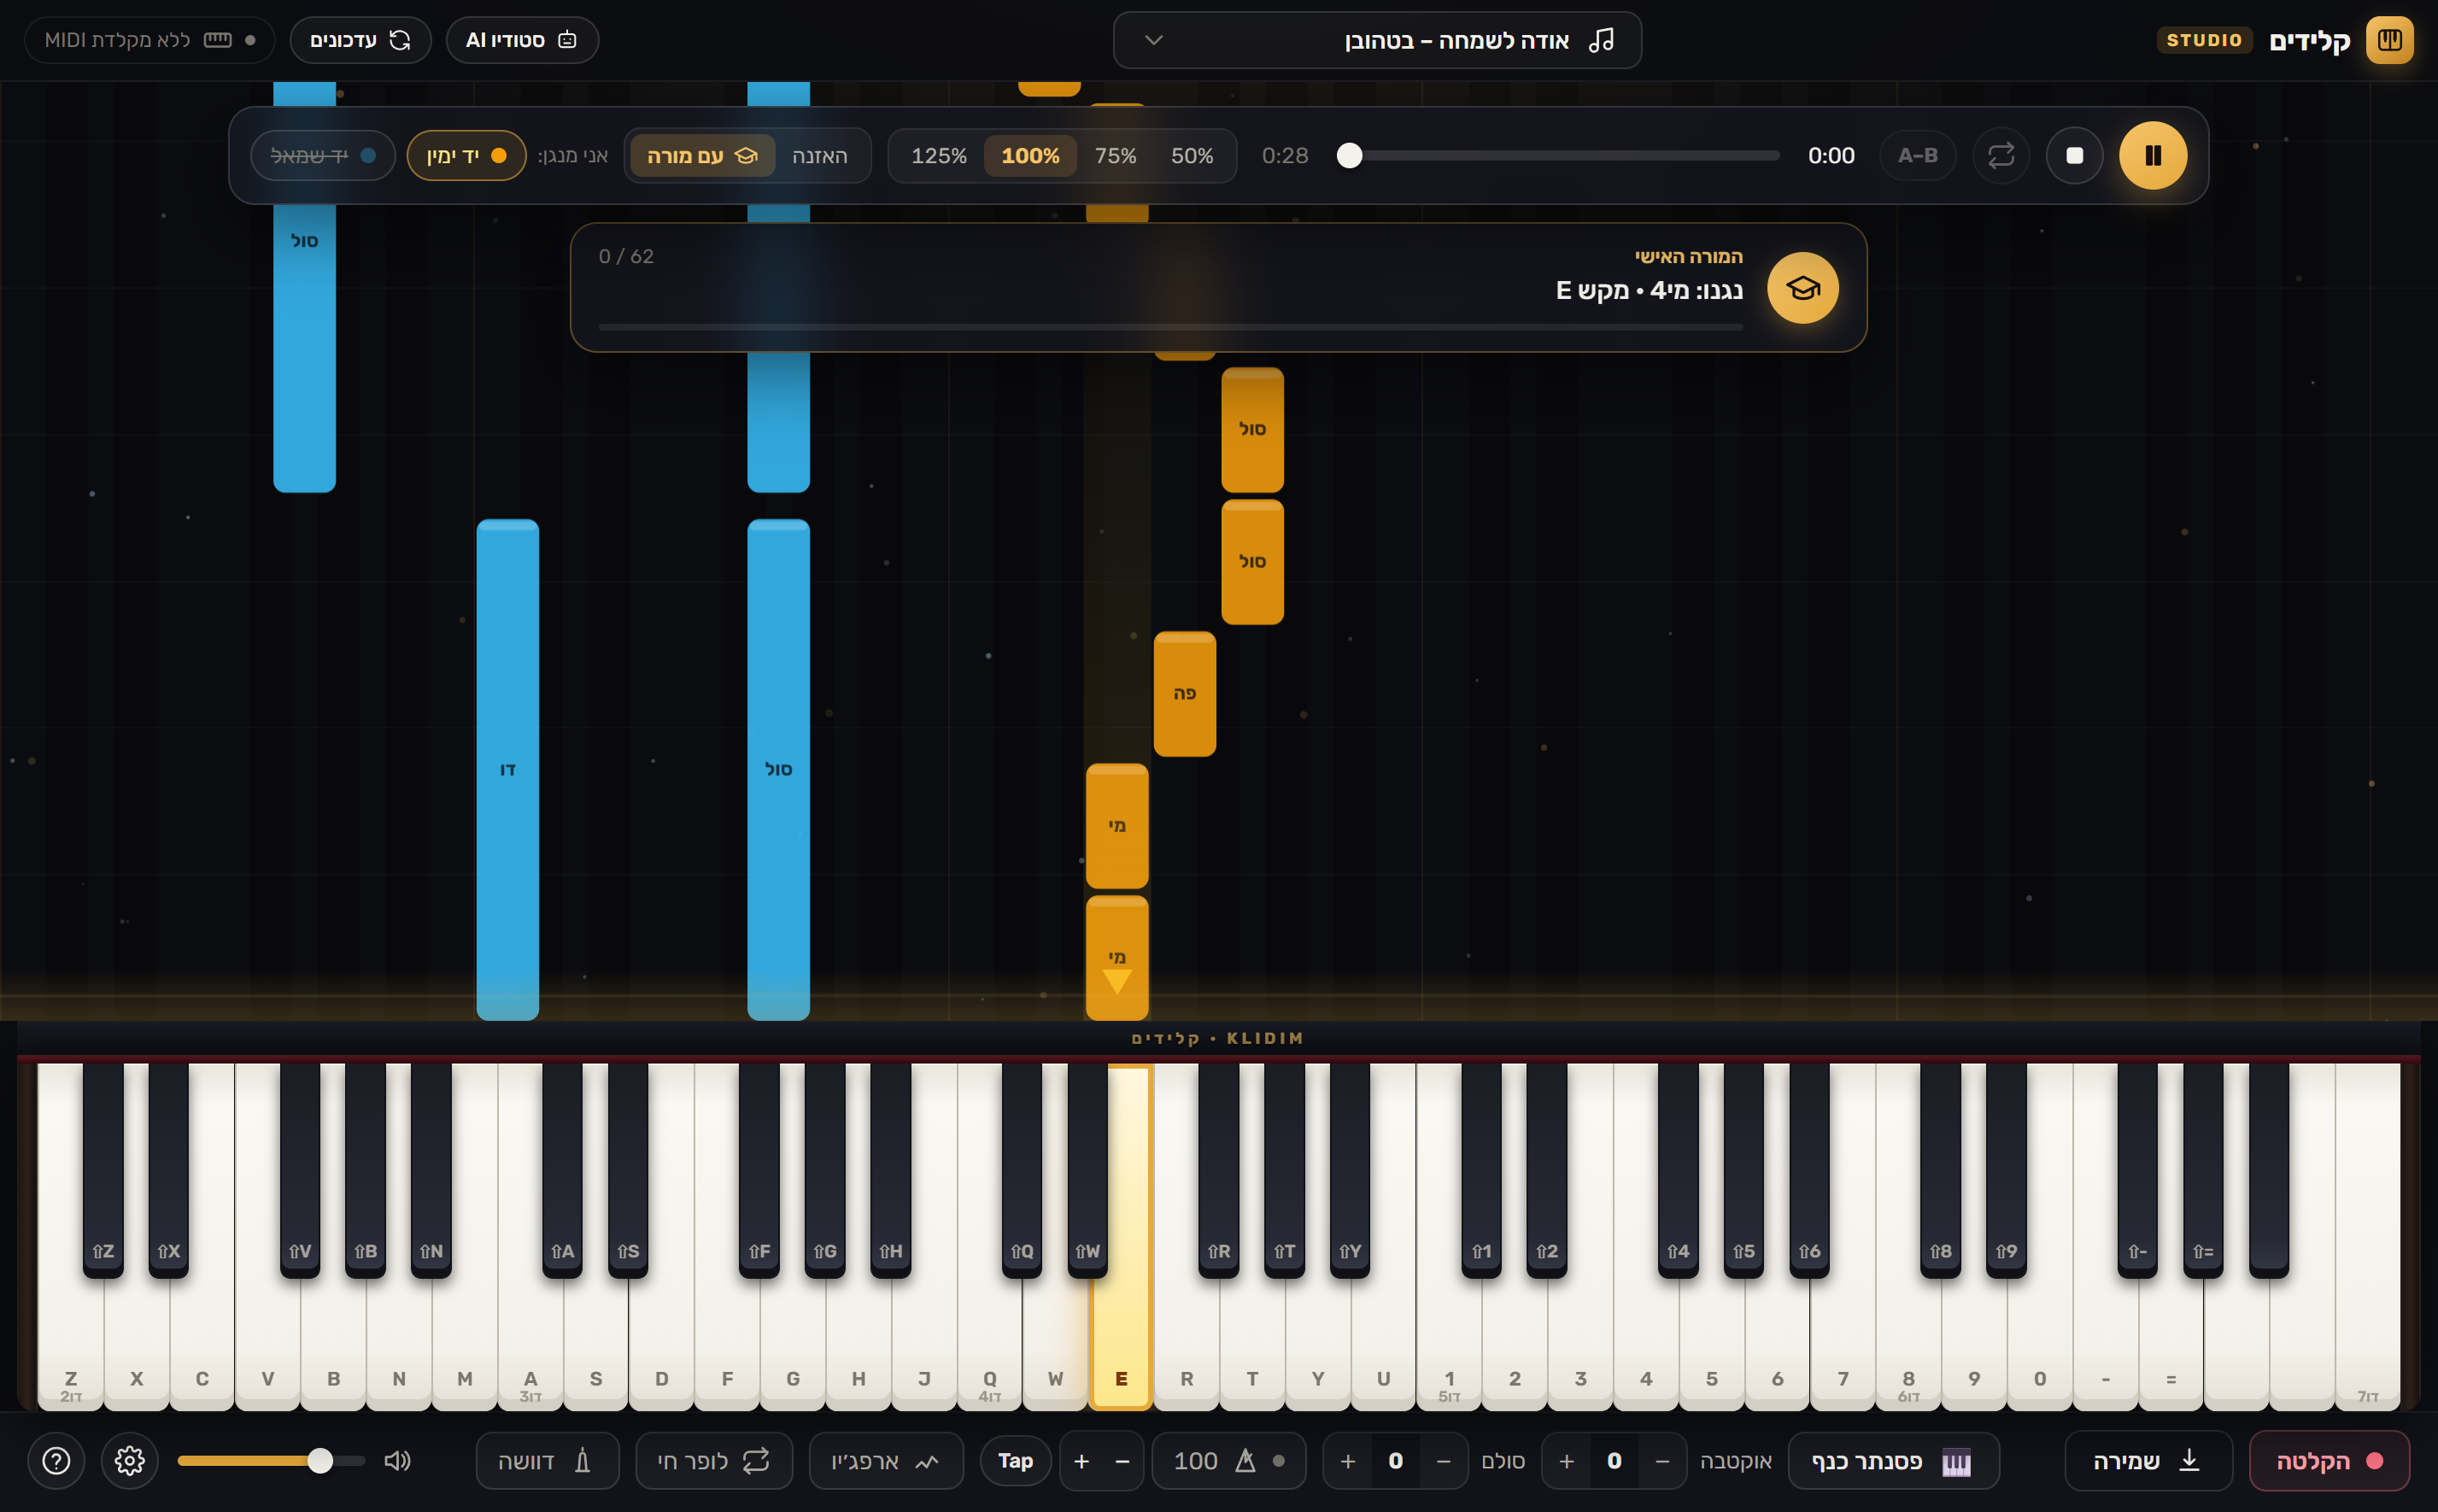 קלידים STUDIO
אודה לשמחה – בטהובן
סטודיו AI
עדכונים
ללא מקלדת MIDI
A–B
0:00
0:28
50% 75% 100% 125%
האזנה
עם מורה
אני מנגן:
יד ימין
יד שמאל
המורה האישי
0 / 62
נגנו: מי4 • מקש E
סול
סול
סול
פה
מי
דו
סול
מי
קלידים • KLIDIM
⇧Z ⇧X ⇧V ⇧B ⇧N ⇧A ⇧S ⇧F ⇧G ⇧H ⇧Q ⇧W ⇧R ⇧T ⇧Y ⇧1 ⇧2 ⇧4 ⇧5 ⇧6 ⇧8 ⇧9 ⇧- ⇧=
Z X C V B N M A S D F G H J Q W E R T Y U 1 2 3 4 5 6 7 8 9 0 - =
דו2 דו3 דו4 דו5 דו6 דו7
הקלטה
שמירה
פסנתר כנף
אוקטבה
− 0 +
סולם
− 0 +
100
− +
Tap
ארפג׳יו
לופר חי
דוושה